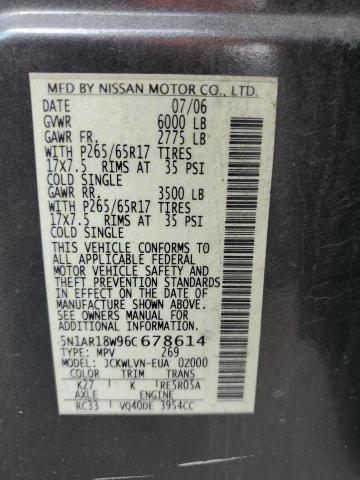 MFD BY NISSAN MOTOR CO., LTD.
DATE 07/06
GVWR 6000 LB
GAWR FR. 2775 LB
WITH P265/65R17 TIRES
17X7.5 RIMS AT 35 PSI
COLD SINGLE
GAWR RR. 3500 LB
WITH P265/65R17 TIRES
17X7.5 RIMS AT 35 PSI
COLD SINGLE
THIS VEHICLE CONFORMS TO
ALL APPLICABLE FEDERAL
MOTOR VEHICLE SAFETY AND
THEFT PREVENTION STANDARDS
IN EFFECT ON THE DATE OF
MANUFACTURE SHOWN ABOVE.
SEE OWNERS MANUAL FOR
ADDITIONAL INFORMATION.
5N1AR18W96C678614
TYPE: MPV 269
MODEL: JCKWLVN-EUA 0Z000
COLOR TRIM TRANS
K27 K RE5R05A
AXLE ENGINE
RC33 VQ40DE 3954CC